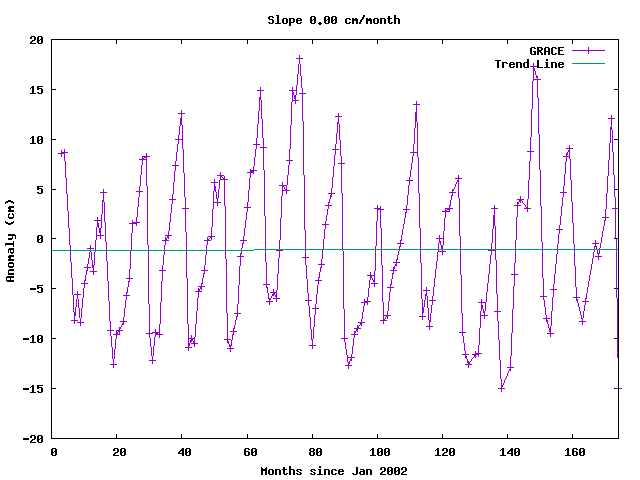 Slope 0.00 cm/month
GRACE
Trend Line
20
15
10
5
0
-5
-10
-15
-20
Anomaly (cm)
0 20 40 60 80 100 120 140 160
Months since Jan 2002